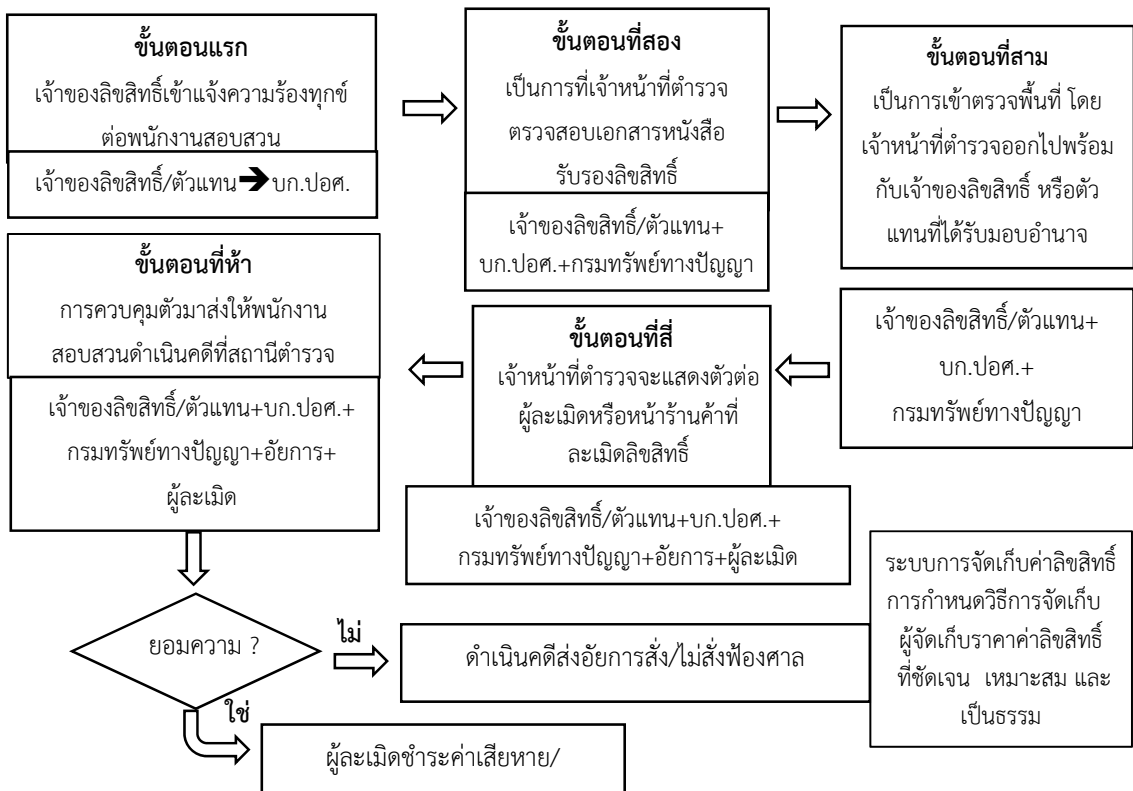 ขั้นตอนแรก
เจ้าของลิขสิทธิ์เข้าแจ้งความร้องทุกข์
ต่อพนักงานสอบสวน
เจ้าของลิขสิทธิ์/ตัวแทน➔บก.ปอศ.
ขั้นตอนที่สอง
เป็นการที่เจ้าหน้าที่ตำรวจ
ตรวจสอบเอกสารหนังสือ
รับรองลิขสิทธิ์
เจ้าของลิขสิทธิ์/ตัวแทน+
บก.ปอศ.+กรมทรัพย์ทางปัญญา
ขั้นตอนที่สาม
เป็นการเข้าตรวจพื้นที่ โดย
เจ้าหน้าที่ตำรวจออกไปพร้อม
กับเจ้าของลิขสิทธิ์ หรือตัว
แทนที่ได้รับมอบอำนาจ
เจ้าของลิขสิทธิ์/ตัวแทน+
บก.ปอศ.+
กรมทรัพย์ทางปัญญา
ขั้นตอนที่สี่
เจ้าหน้าที่ตำรวจจะแสดงตัวต่อ
ผู้ละเมิดหรือหน้าร้านค้าที่
ละเมิดลิขสิทธิ์
เจ้าของลิขสิทธิ์/ตัวแทน+บก.ปอศ.+
กรมทรัพย์ทางปัญญา+อัยการ+ผู้ละเมิด
ขั้นตอนที่ห้า
การควบคุมตัวมาส่งให้พนักงาน
สอบสวนดำเนินคดีที่สถานีตำรวจ
เจ้าของลิขสิทธิ์/ตัวแทน+บก.ปอศ.+
กรมทรัพย์ทางปัญญา+อัยการ+
ผู้ละเมิด
ยอมความ ?
ไม่
ดำเนินคดีส่งอัยการสั่ง/ไม่สั่งฟ้องศาล
ใช่
ผู้ละเมิดชำระค่าเสียหาย/
ระบบการจัดเก็บค่าลิขสิทธิ์
การกำหนดวิธีการจัดเก็บ
ผู้จัดเก็บราคาค่าลิขสิทธิ์
ที่ชัดเจน เหมาะสม และ
เป็นธรรม